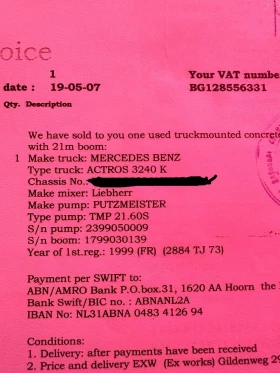 oice
1
date : 19-05-07
Your VAT numbe
BG128556331
Qty. Description
We have sold to you one used truckmounted concret
with 21m boom:
1 Make truck: MERCEDES BENZ
Type truck: ACTROS 3240 K
Chassis No.:
Make mixer: Liebherr
Make pump: PUTZMEISTER
Type pump: TMP 21.60S
S/n pump: 2399050009
S/n boom: 1799030139
Year of 1st.reg.: 1999 (FR) (2884 TJ 73)
Payment per SWIFT to:
ABN/AMRO Bank P.O.box.31, 1620 AA Hoorn the
Bank Swift/BIC no. : ABNANL2A
IBAN No: NL31ABNA 0483 4126 94
Conditions:
1. Delivery: after payments have been received
2. Price and delivery EXW (Ex works) Gildenweg 29